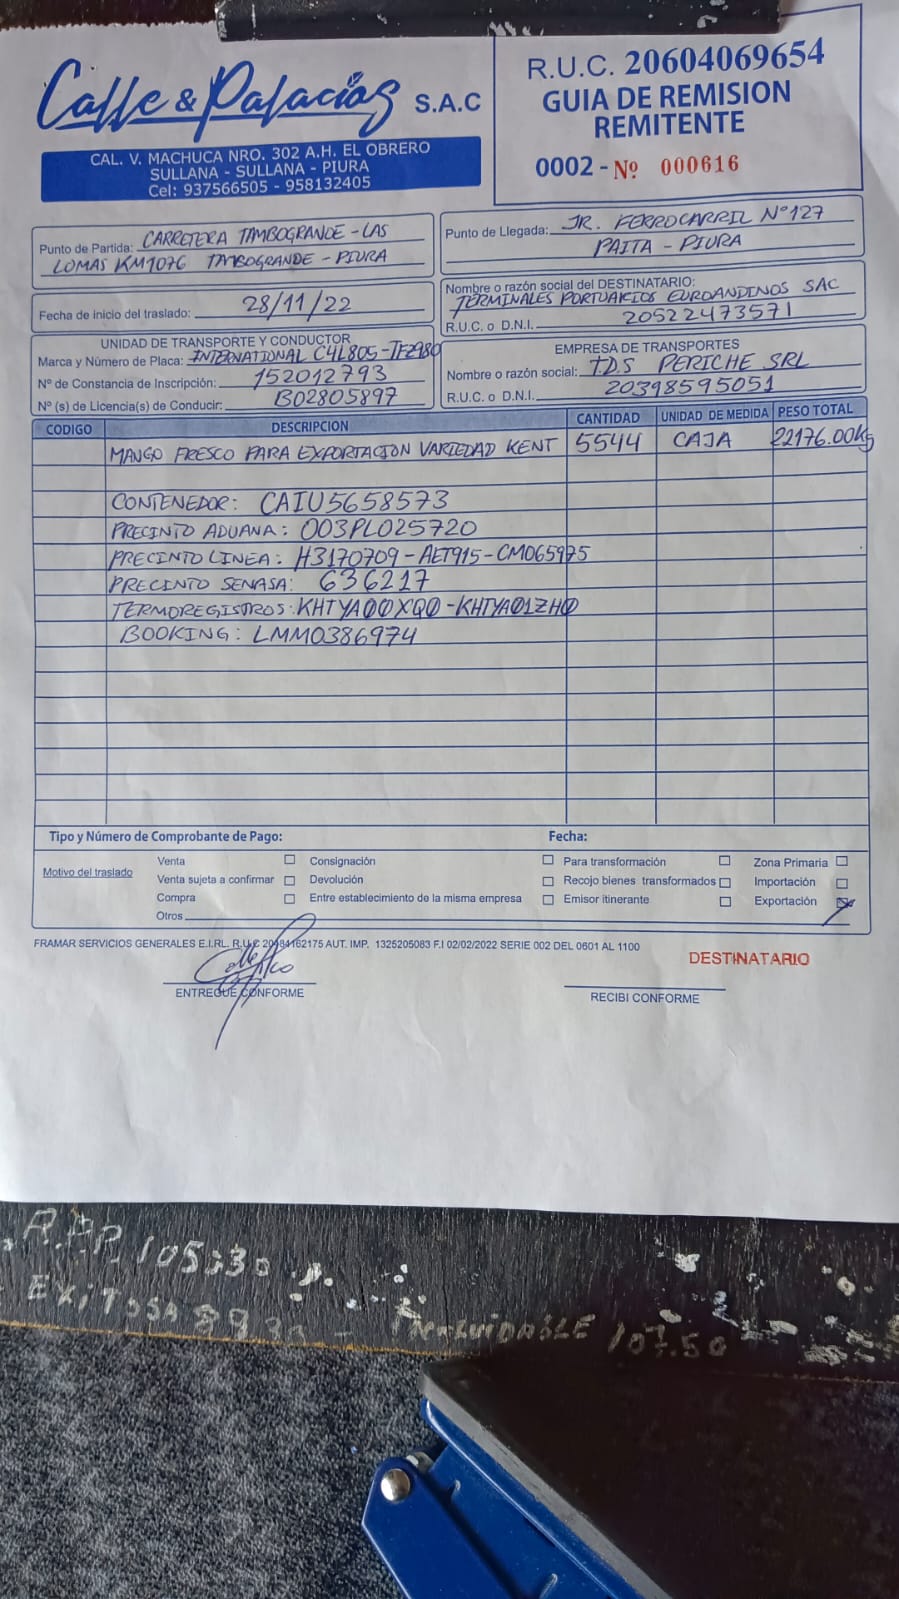 Calle & Palacios S.A.C
CAL. V. MACHUCA NRO. 302 A.H. EL OBRERO
SULLANA - SULLANA - PIURA
Cel: 937566505 - 958132405
R.U.C. 20604069654
GUIA DE REMISION
REMITENTE
0002 - Nº 000616
Punto de Partida: CARRETERA TAMBOGRANDE - LAS
LOMAS KM1076 TAMBOGRANDE - PIURA
Punto de Llegada: JR. FERROCARRIL Nº 127
PAITA - PIURA
Fecha de inicio del traslado: 28/11/22
Nombre o razón social del DESTINATARIO:
TERMINALES PORTUARIOS EUROANDINOS SAC
R.U.C. o D.N.I. 20522473571
UNIDAD DE TRANSPORTE Y CONDUCTOR
Marca y Número de Placa: INTERNATIONAL C4L805-TFZ980
Nº de Constancia de Inscripción: 152012793
Nº (s) de Licencia(s) de Conducir: B02805897
EMPRESA DE TRANSPORTES
Nombre o razón social: T.D.S PERICHE SRL
R.U.C. o D.N.I. 20398595051
CODIGO DESCRIPCION CANTIDAD UNIDAD DE MEDIDA PESO TOTAL
MANGO FRESCO PARA EXPORTACION VARIEDAD KENT 5544 CAJA 22176.00Kg
CONTENEDOR: CAIU5658573
PRECINTO ADUANA: 003PL025720
PRECINTO LINEA: H3170709-AET915-CM065975
PRECINTO SENASA: 636217
TERMOREGISTROS: KHTYA00XQ0-KHTYA01ZH0
BOOKING: LMM0386974
Tipo y Número de Comprobante de Pago: Fecha:
Motivo del traslado
Venta Consignación Para transformación Zona Primaria
Venta sujeta a confirmar Devolución Recojo bienes transformados Importación
Compra Entre establecimiento de la misma empresa Emisor itinerante Exportación
Otros
FRAMAR SERVICIOS GENERALES E.I.RL. R.U.C 20484162175 AUT. IMP. 1325205083 F.I 02/02/2022 SERIE 002 DEL 0601 AL 1100
DESTINATARIO
ENTREGUE CONFORME
RECIBI CONFORME
EXITOSA
INOLVIDABLE 107.50